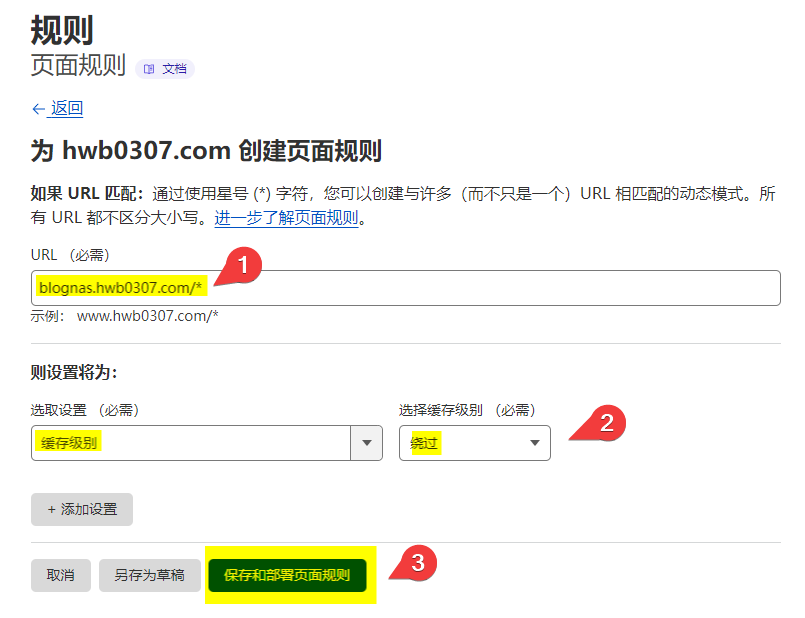 规则
页面规则 文档
← 返回
为 hwb0307.com 创建页面规则
如果 URL 匹配：通过使用星号 (*) 字符，您可以创建与许多（而不只是一个）URL 相匹配的动态模式。所
有 URL 都不区分大小写。进一步了解页面规则。
URL （必需）
1
blognas.hwb0307.com/*
示例： www.hwb0307.com/*
则设置将为：
选取设置 （必需） 选择缓存级别 （必需）
缓存级别 绕过 2
+ 添加设置
取消 另存为草稿 保存和部署页面规则 3